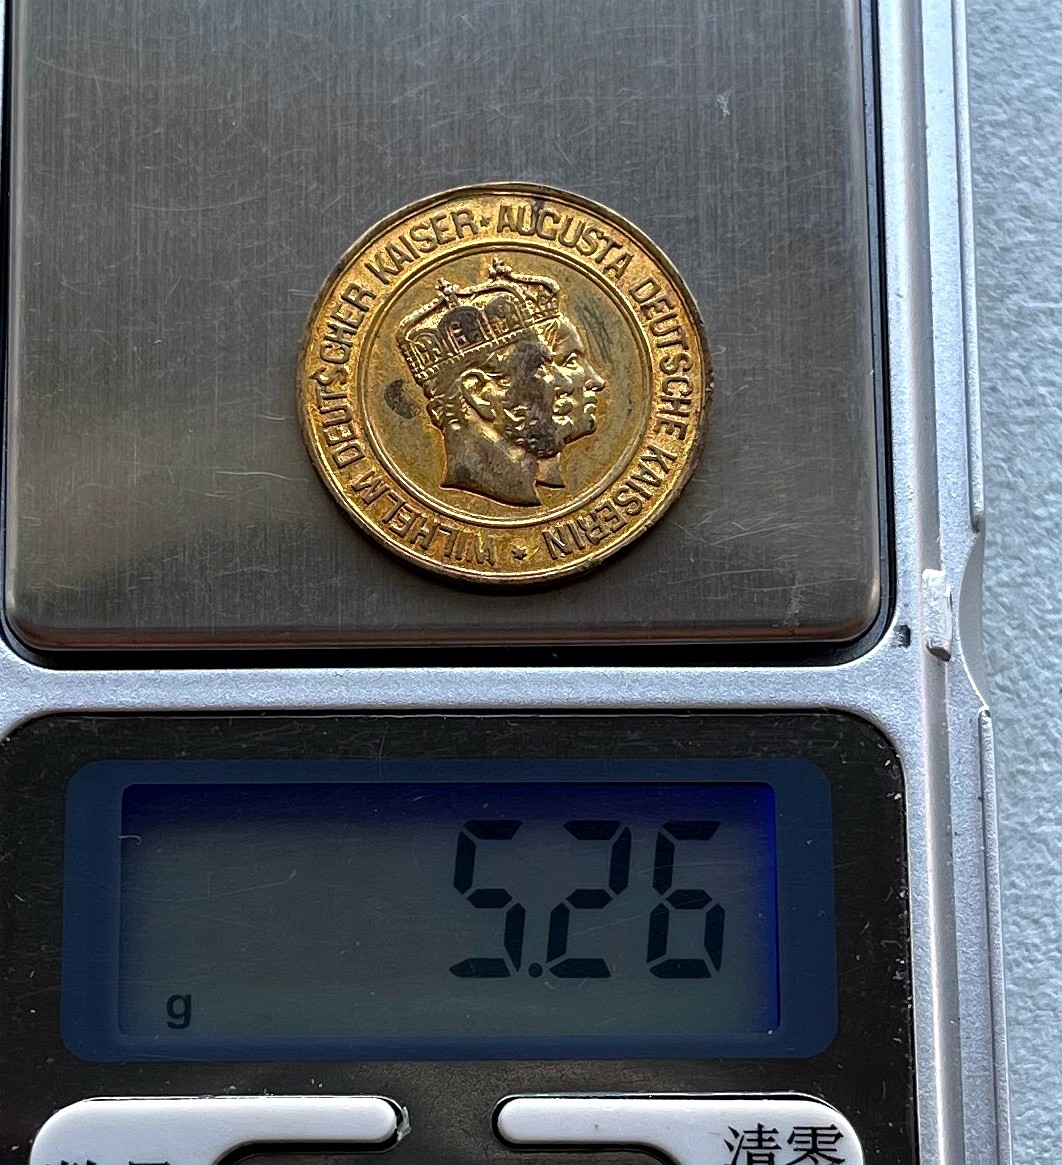 WILHELM DEUTSCHER KAISER * AUGUSTA DEUTSCHE KAISERIN *
5.26
g
清零